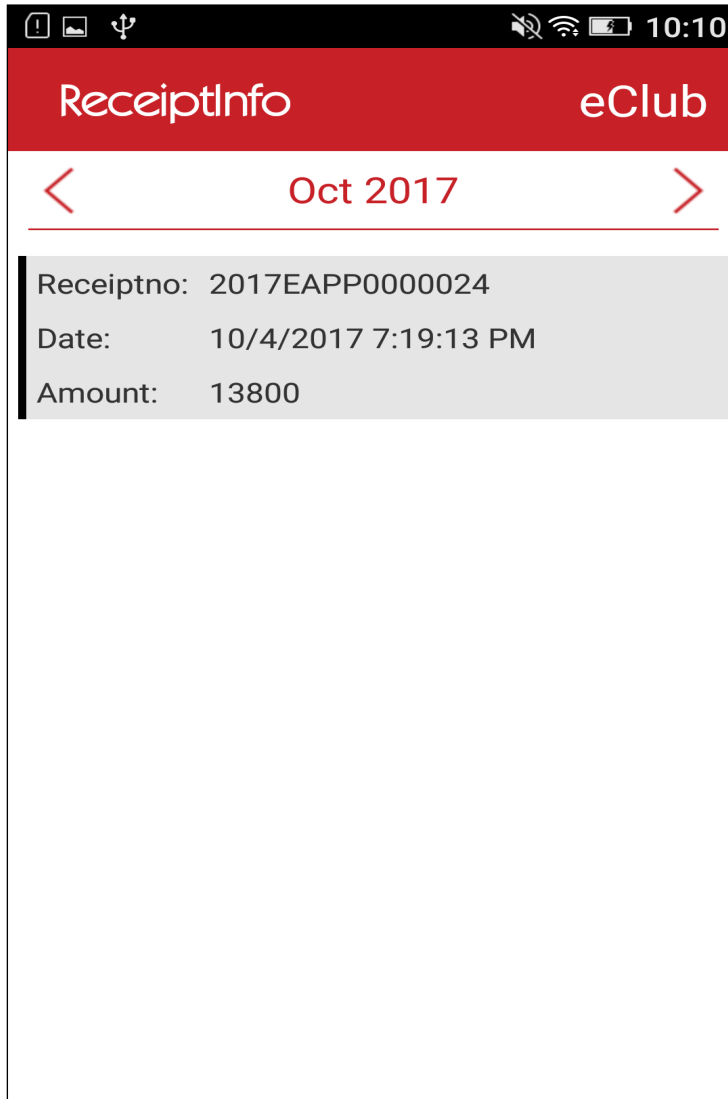 10:10
ReceiptInfo eClub
Oct 2017
Receiptno: 2017EAPP0000024
Date: 10/4/2017 7:19:13 PM
Amount: 13800